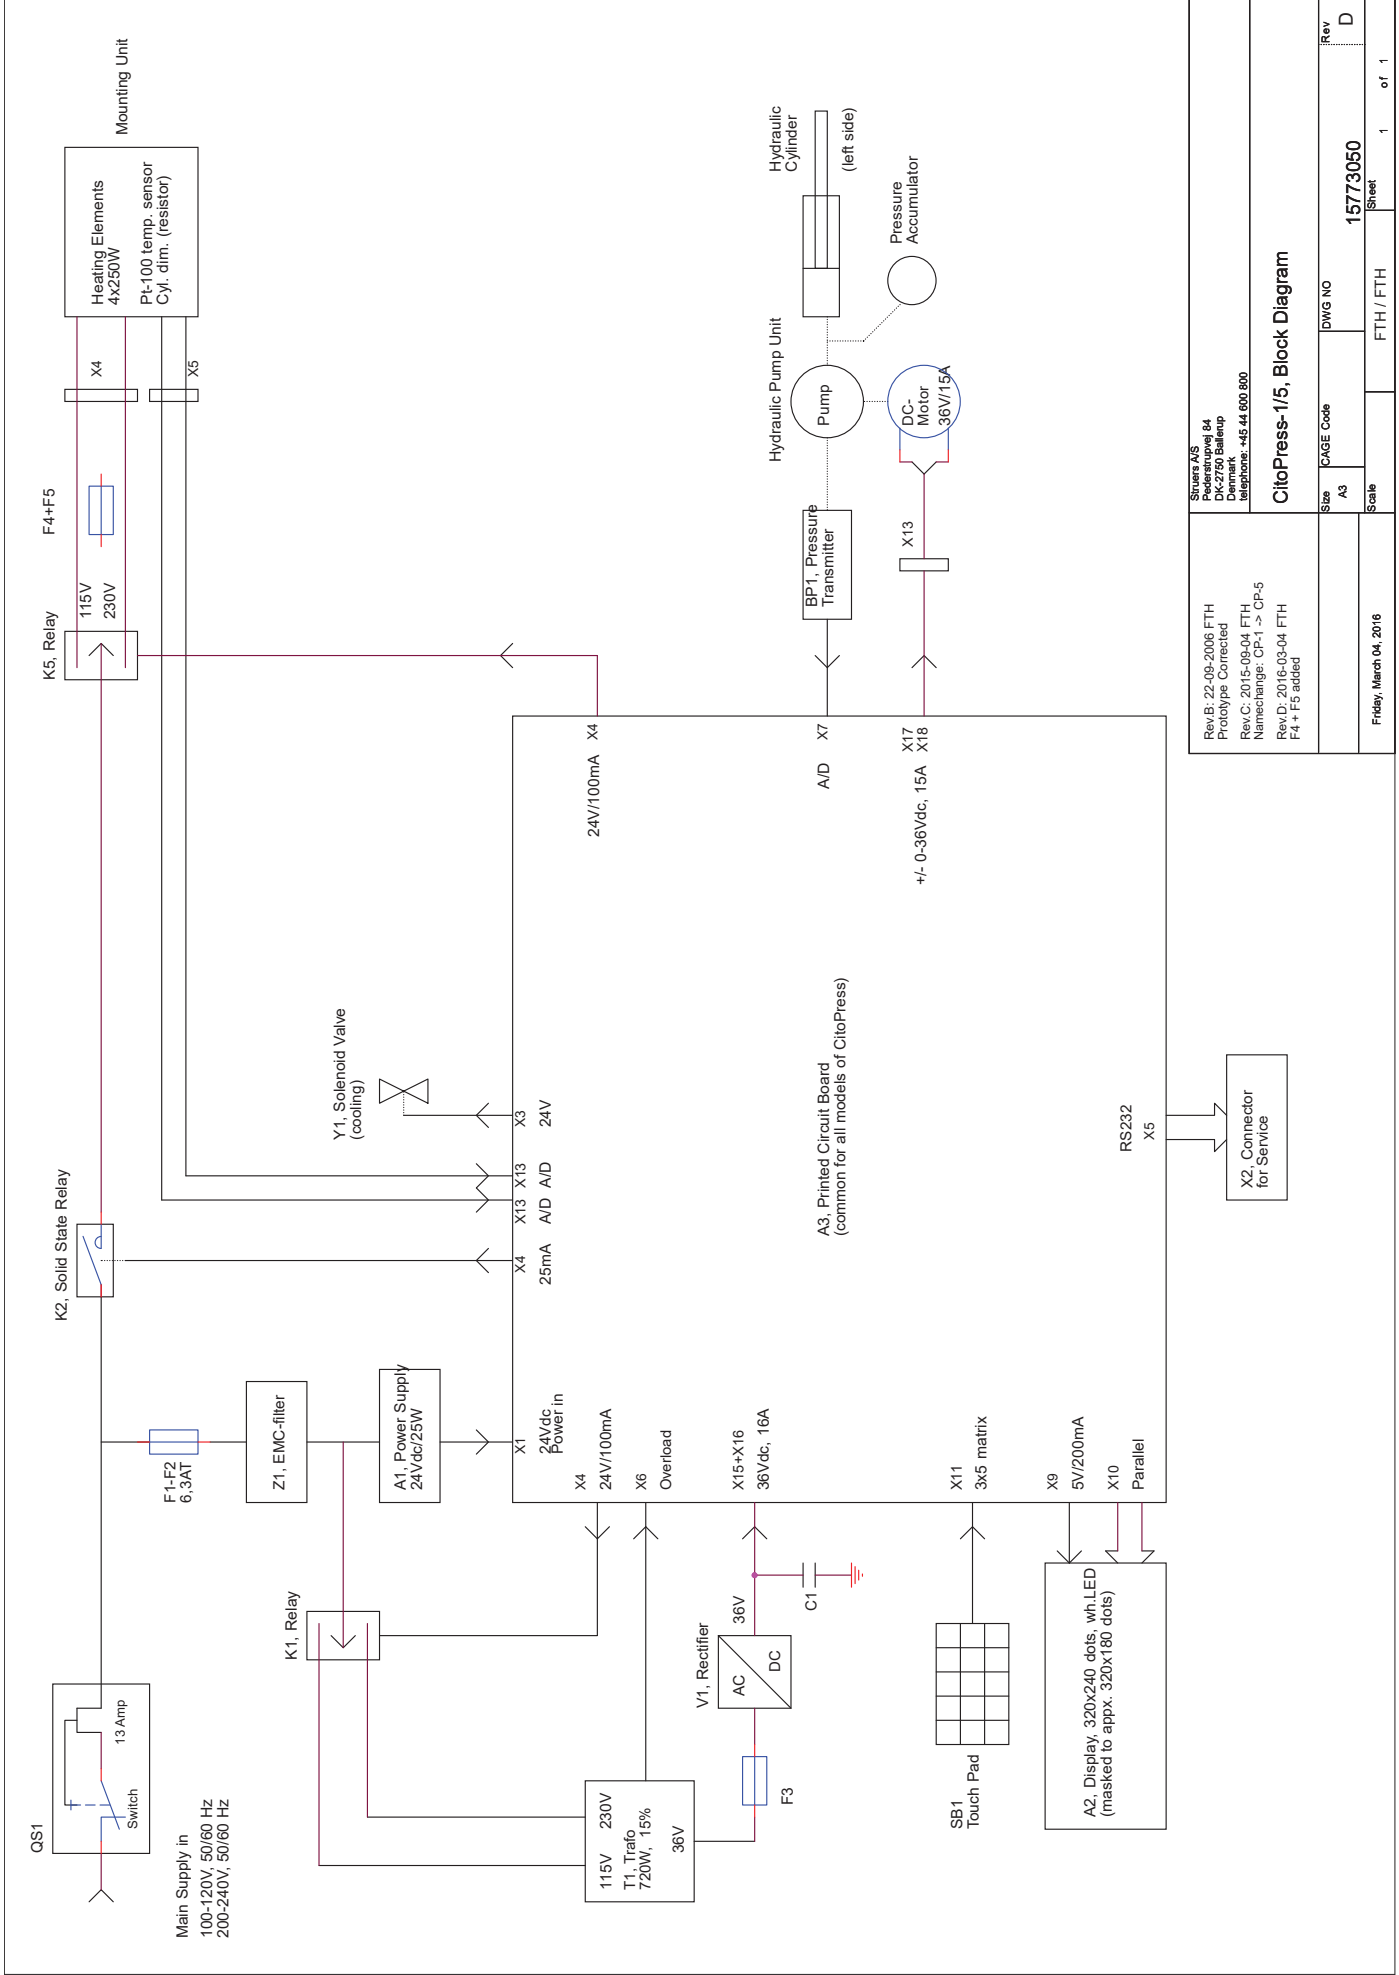 QS1
Switch
13 Amp
Main Supply in
100-120V, 50/60 Hz
200-240V, 50/60 Hz
F1-F2
6,3AT
Z1, EMC-filter
A1, Power Supply
24Vdc/25W
K1, Relay
K2, Solid State Relay
Y1, Solenoid Valve
(cooling)
K5, Relay
115V
230V
F4+F5
X4
X5
Heating Elements
4x250W
Pt-100 temp. sensor
Cyl. dim. (resistor)
Mounting Unit
T1, Trafo
720W, 15%
115V
230V
36V
F3
V1, Rectifier
AC
DC
36V
C1
X1
24Vdc
Power in
X4
25mA
X13
A/D
X13
A/D
X3
24V
X4
24V/100mA
X6
Overload
X15+X16
36Vdc, 16A
X11
3x5 matrix
X9
5V/200mA
X10
Parallel
SB1
Touch Pad
A2, Display, 320x240 dots, wh.LED
(masked to appx. 320x180 dots)
A3, Printed Circuit Board
(common for all models of CitoPress)
RS232
X5
X2, Connector
for Service
X4
24V/100mA
X7
A/D
X17
X18
+/- 0-36Vdc, 15A
BP1, Pressure
Transmitter
X13
Hydraulic Pump Unit
Pump
DC-
Motor
36V/15A
Hydraulic
Cylinder
(left side)
Pressure
Accumulator
Rev.B: 22-09-2006 FTH
Prototype Corrected
Rev.C: 2015-09-04 FTH
Namechange: CP-1 -> CP-5
Rev.D: 2016-03-04 FTH
F4 + F5 added
Friday, March 04, 2016
Struers A/S
Pederstrupvej 84
DK-2750 Ballerup
Denmark
telephone: +45 44 600 800
CitoPress-1/5, Block Diagram
Size
A3
CAGE Code
DWG NO
15773050
Rev
D
Scale
FTH / FTH
Sheet
1 of 1